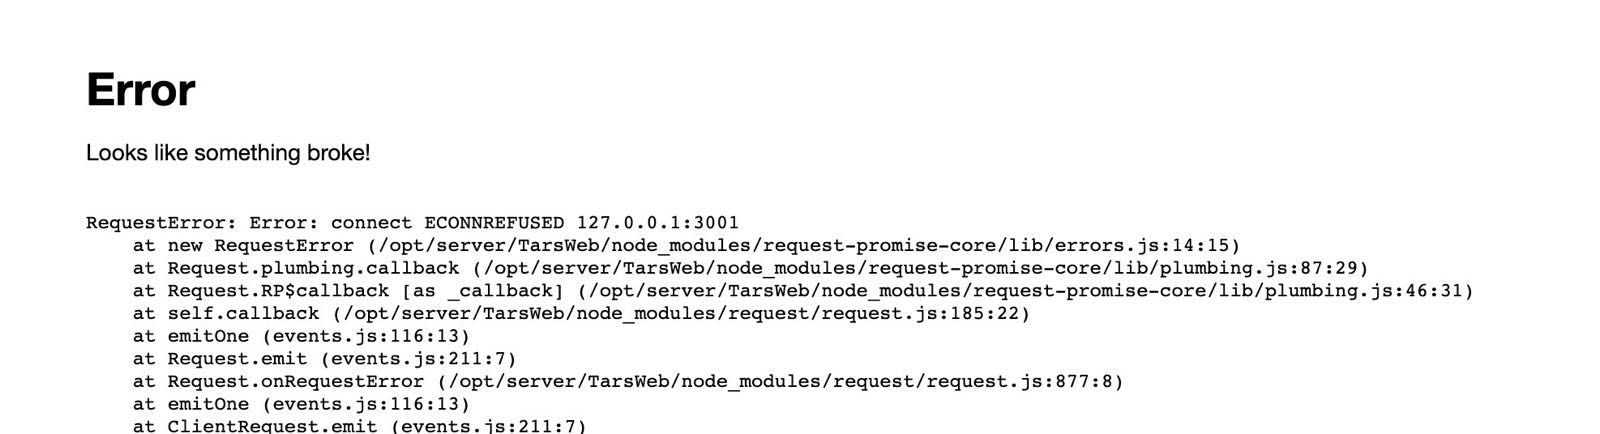 Error
Looks like something broke!
RequestError: Error: connect ECONNREFUSED 127.0.0.1:3001
at new RequestError (/opt/server/TarsWeb/node_modules/request-promise-core/lib/errors.js:14:15)
at Request.plumbing.callback (/opt/server/TarsWeb/node_modules/request-promise-core/lib/plumbing.js:87:29)
at Request.RP$callback [as _callback] (/opt/server/TarsWeb/node_modules/request-promise-core/lib/plumbing.js:46:31)
at self.callback (/opt/server/TarsWeb/node_modules/request/request.js:185:22)
at emitOne (events.js:116:13)
at Request.emit (events.js:211:7)
at Request.onRequestError (/opt/server/TarsWeb/node_modules/request/request.js:877:8)
at emitOne (events.js:116:13)
at ClientRequest.emit (events.js:211:7)